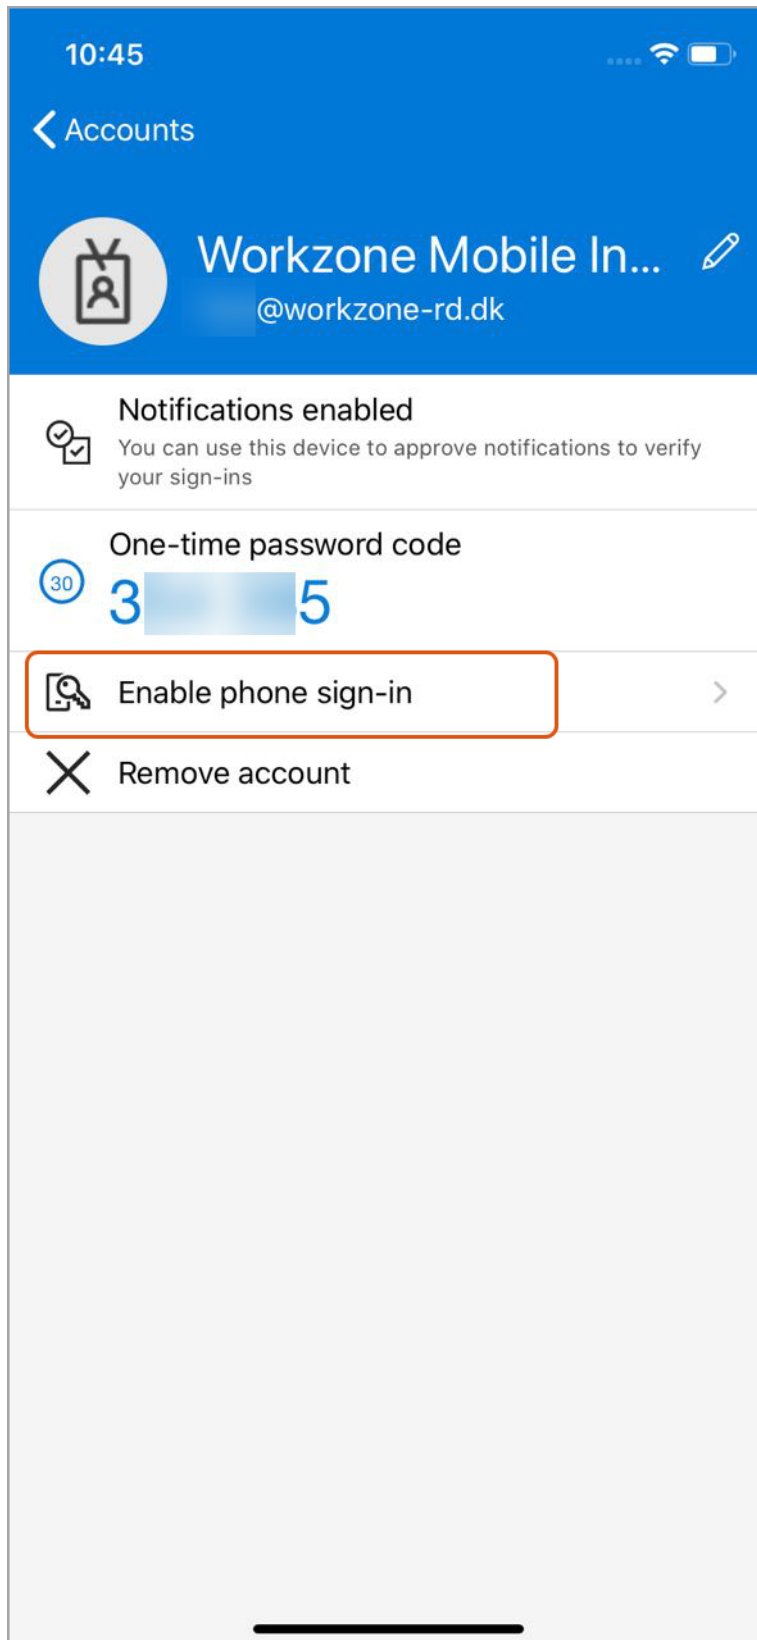 10:45
Accounts
Workzone Mobile In...
@workzone-rd.dk
Notifications enabled
You can use this device to approve notifications to verify
your sign-ins
One-time password code
30
3 5
Enable phone sign-in
Remove account